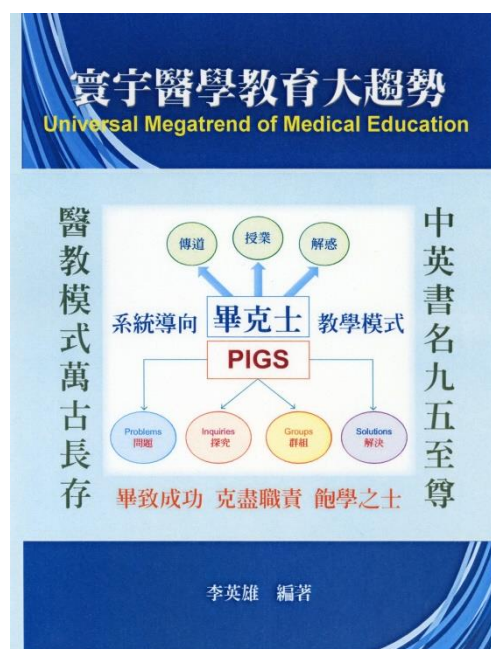 寰宇醫學教育大趨勢
Universal Megatrend of Medical Education
中英書名九五至尊
醫教模式萬古長存
傳道
授業
解惑
系統導向
畢克士
教學模式
PIGS
Problems
問題
Inquiries
探究
Groups
群組
Solutions
解決
畢致成功 克盡職責 飽學之士
李英雄 編著